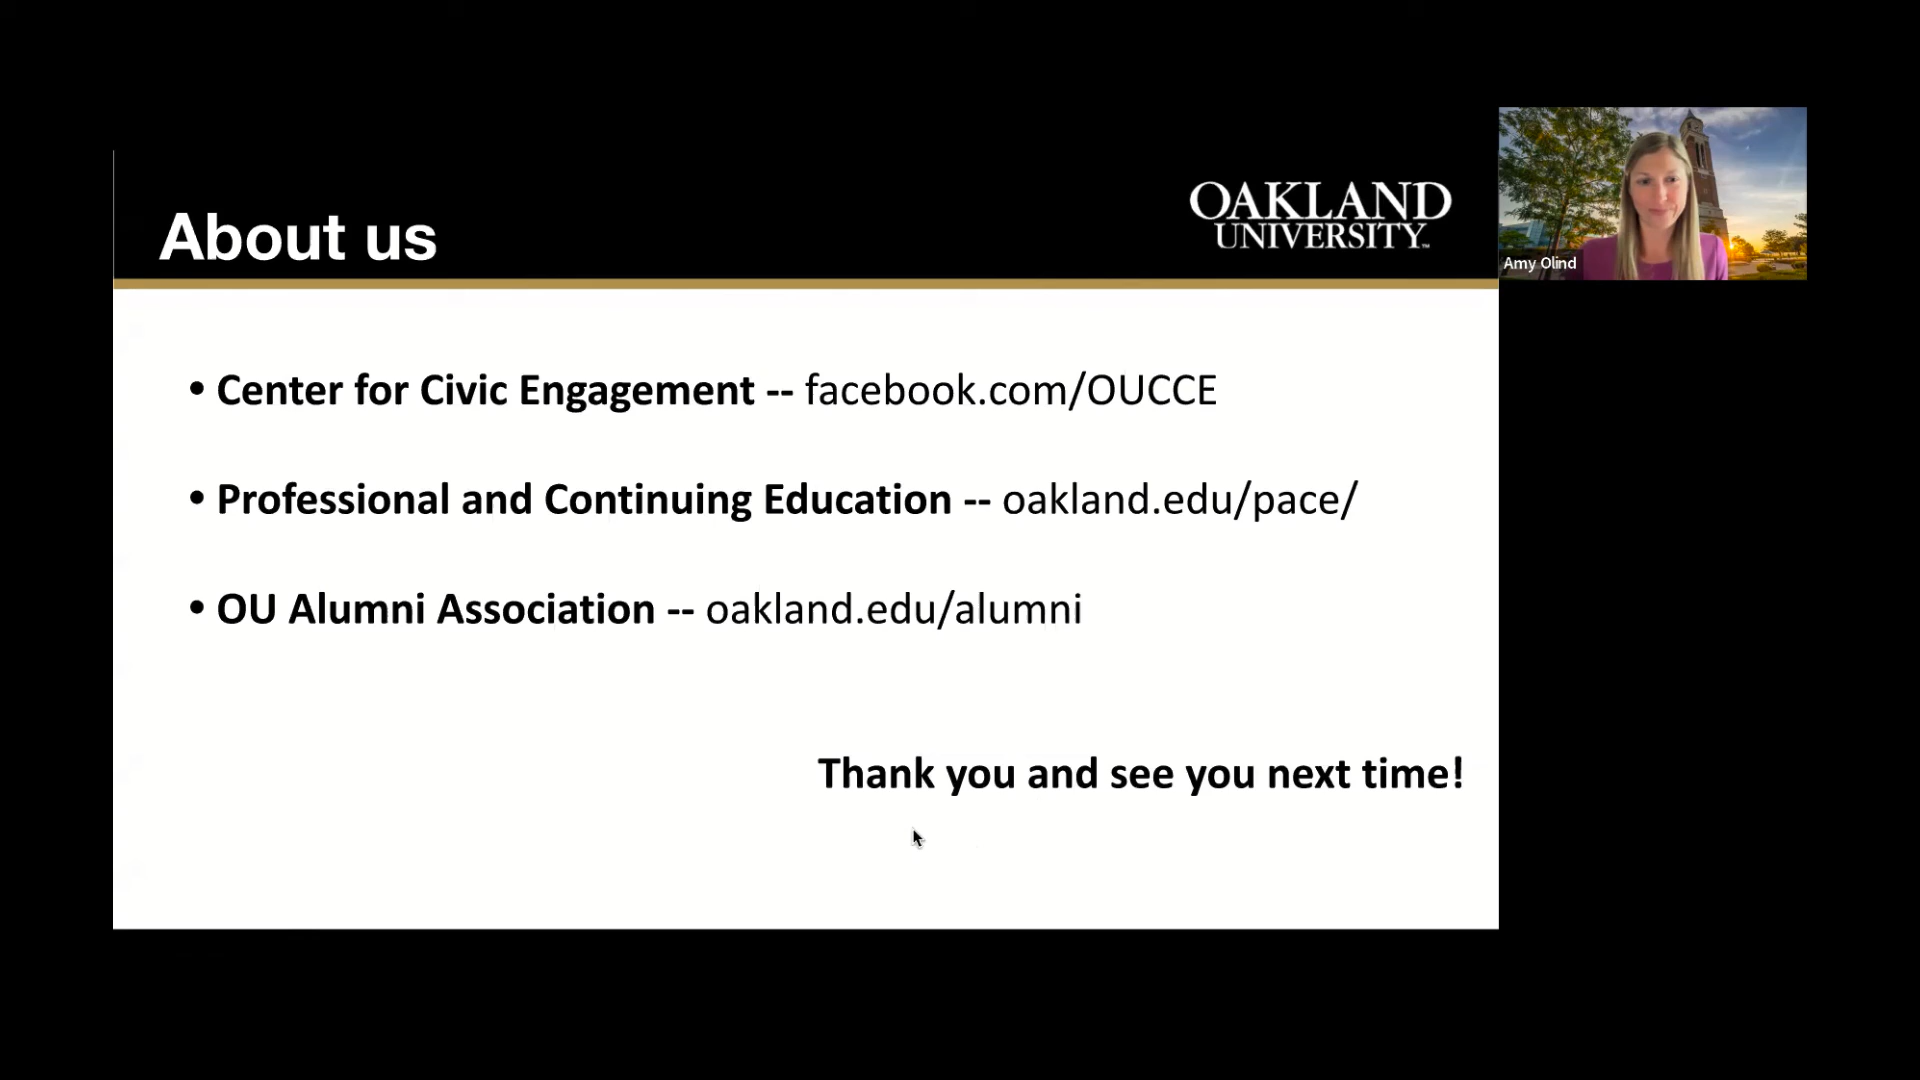 About us
OAKLAND
UNIVERSITY™
Amy Olind
• Center for Civic Engagement -- facebook.com/OUCCE
• Professional and Continuing Education -- oakland.edu/pace/
• OU Alumni Association -- oakland.edu/alumni
Thank you and see you next time!